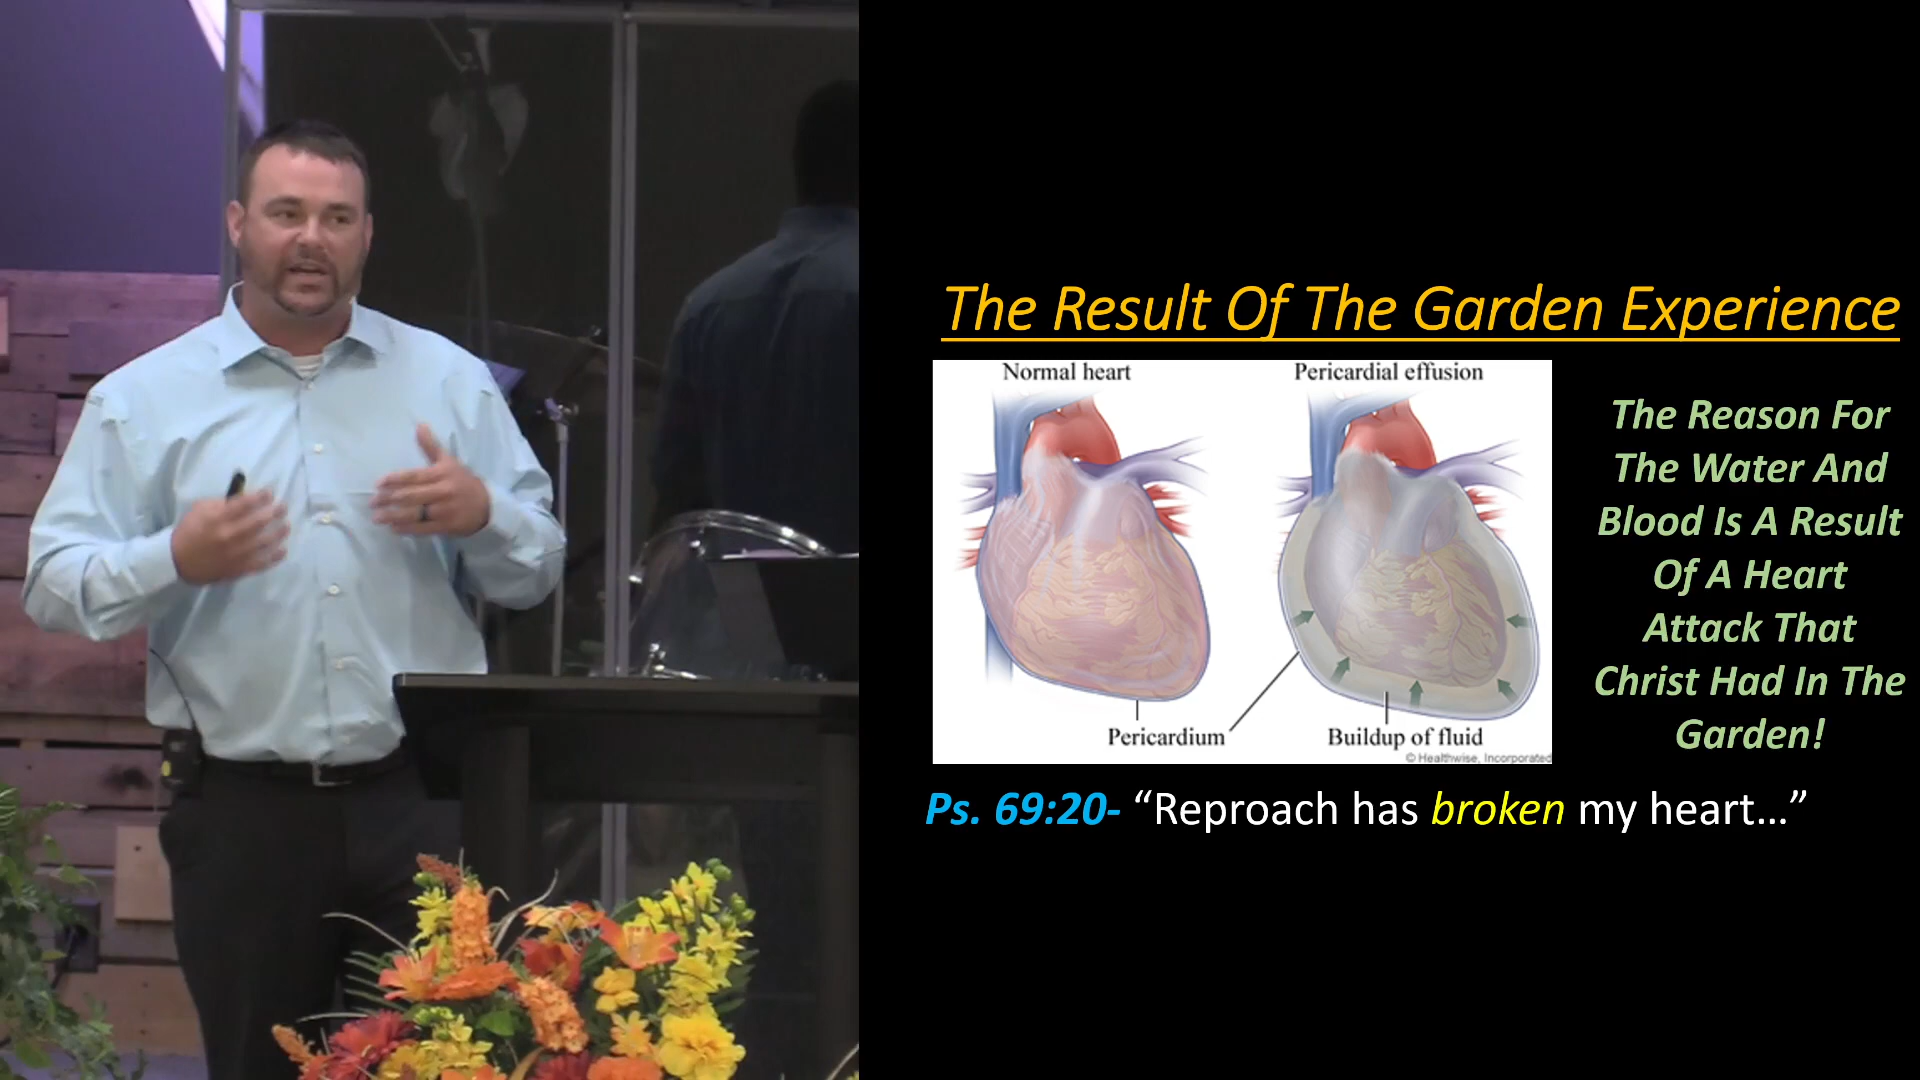 The Result Of The Garden Experience
Normal heart
Pericardial effusion
Pericardium
Buildup of fluid
© Healthwise, Incorporated
The Reason For
The Water And
Blood Is A Result
Of A Heart
Attack That
Christ Had In The
Garden!
Ps. 69:20- “Reproach has broken my heart...”